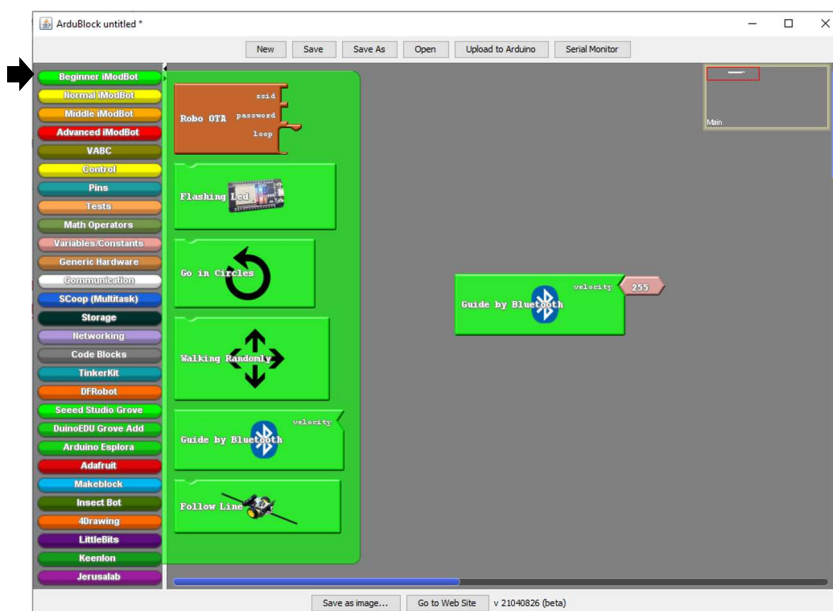 ArduBlock untitled *
New
Save
Save As
Open
Upload to Arduino
Serial Monitor
Beginner iModBot
Normal iModBot
Middle iModBot
Advanced iModBot
VABC
Control
Pins
Tests
Math Operators
Variables/Constants
Generic Hardware
Communication
SCoop (Multitask)
Storage
Networking
Code Blocks
TinkerKit
DFRobot
Seeed Studio Grove
DuinoEDU Grove Add
Arduino Esplora
Adafruit
Makeblock
Insect Bot
4Drawing
LittleBits
Keenlon
Jerusalab
Robo OTA
ssid
password
loop
Flashing Led
Go in Circles
Walking Randomly
velocity
Guide by Bluetooth
Follow Line
velocity
255
Guide by Bluetooth
Main
Save as image...
Go to Web Site
v 21040826 (beta)